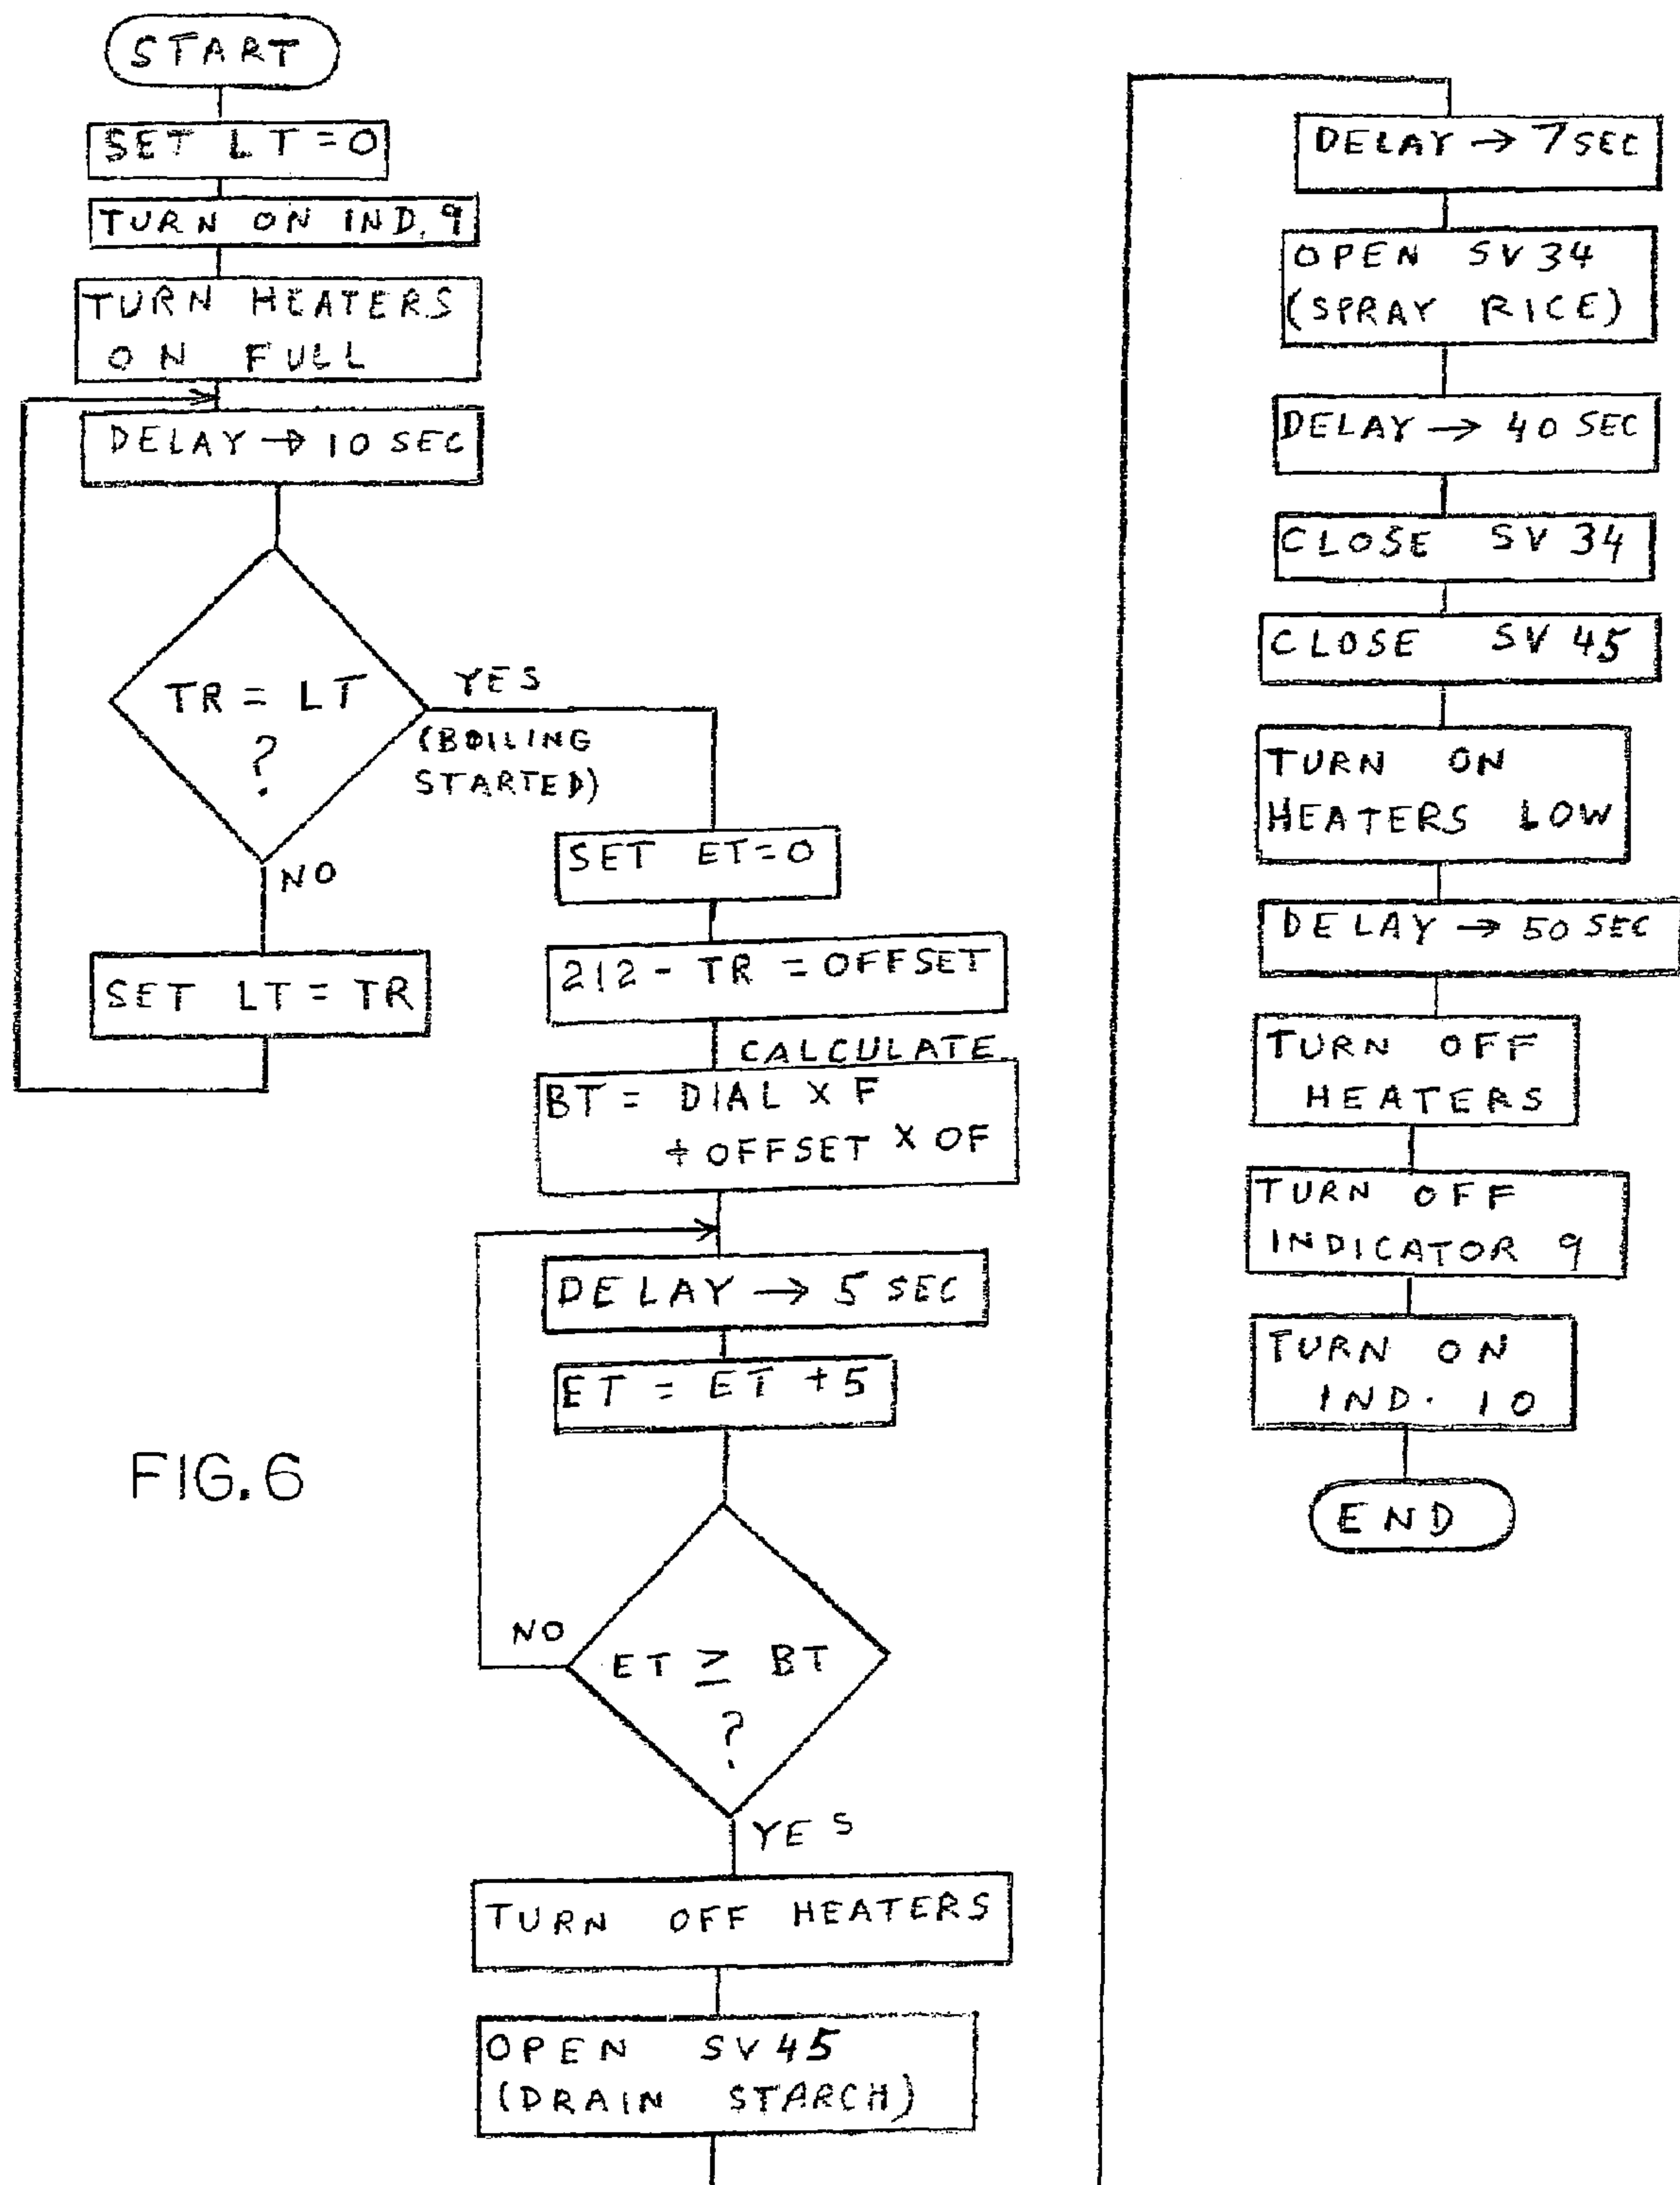 START
SET LT = 0
TURN ON IND. 9
TURN HEATERS
ON FULL
DELAY → 10 SEC
TR = LT
?
YES
(BOILING
STARTED)
NO
SET LT = TR
SET ET = 0
212 - TR = OFFSET
CALCULATE
BT = DIAL X F
+ OFFSET X OF
DELAY → 5 SEC
ET = ET + 5
NO
ET ≥ BT
?
YES
TURN OFF HEATERS
OPEN SV 45
(DRAIN STARCH)
FIG. 6
DELAY → 7 SEC
OPEN SV 34
(SPRAY RICE)
DELAY → 40 SEC
CLOSE SV 34
CLOSE SV 45
TURN ON
HEATERS LOW
DELAY → 50 SEC
TURN OFF
HEATERS
TURN OFF
INDICATOR 9
TURN ON
IND. 10
END